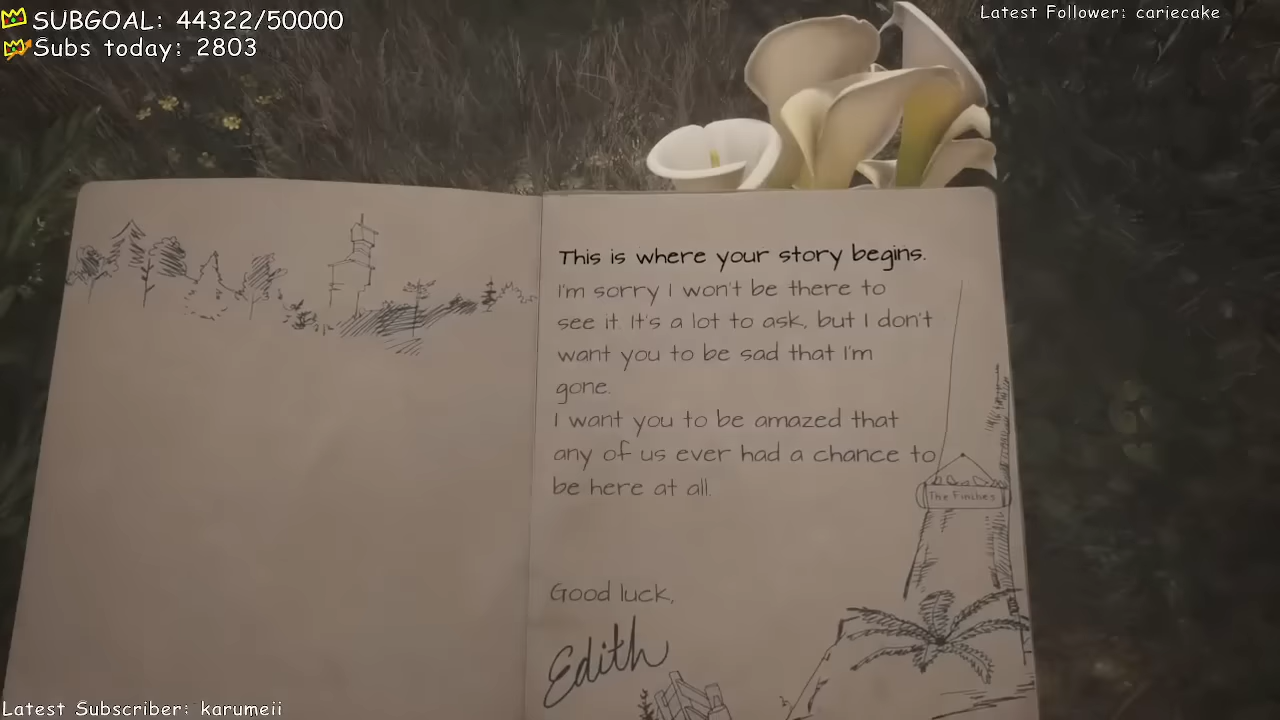 SUBGOAL: 44322/50000
Subs today: 2803
Latest Follower: cariecake
This is where your story begins.
I'm sorry I won't be there to
see it. It's a lot to ask, but I don't
want you to be sad that I'm
gone.
I want you to be amazed that
any of us ever had a chance to
be here at all.
The Finches
Good luck,
Edith
Latest Subscriber: karumeii